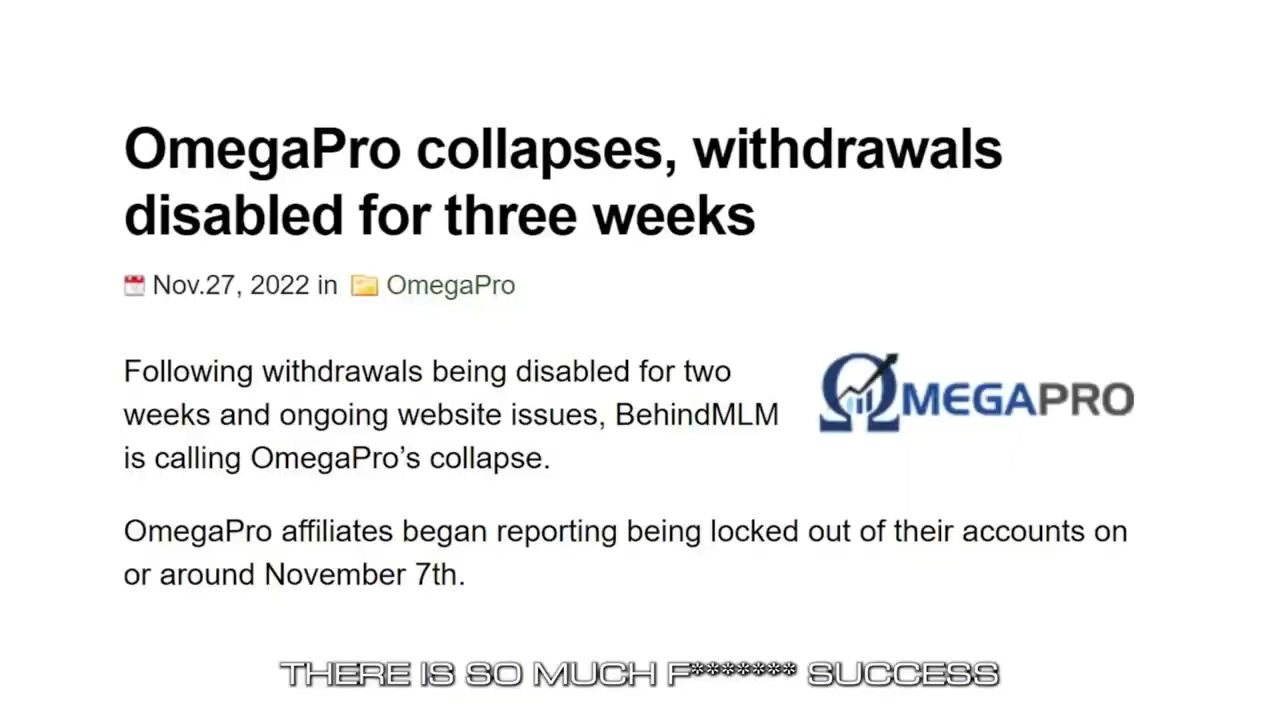 OmegaPro collapses, withdrawals
disabled for three weeks
Nov.27, 2022 in OmegaPro
Following withdrawals being disabled for two
weeks and ongoing website issues, BehindMLM
is calling OmegaPro’s collapse.
ΩMEGAPRO
OmegaPro affiliates began reporting being locked out of their accounts on
or around November 7th.
THERE IS SO MUCH F******* SUCCESS